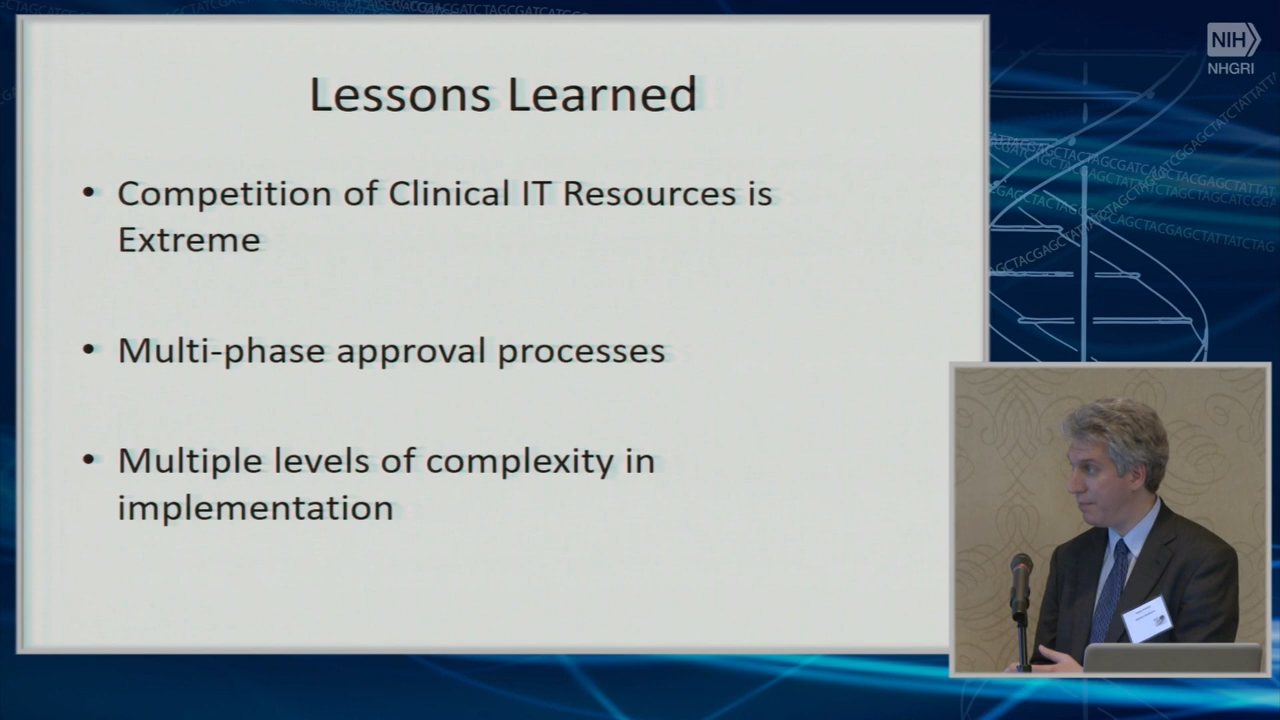 Lessons Learned
• Competition of Clinical IT Resources is
Extreme
• Multi-phase approval processes
• Multiple levels of complexity in
implementation
NIH
NHGRI